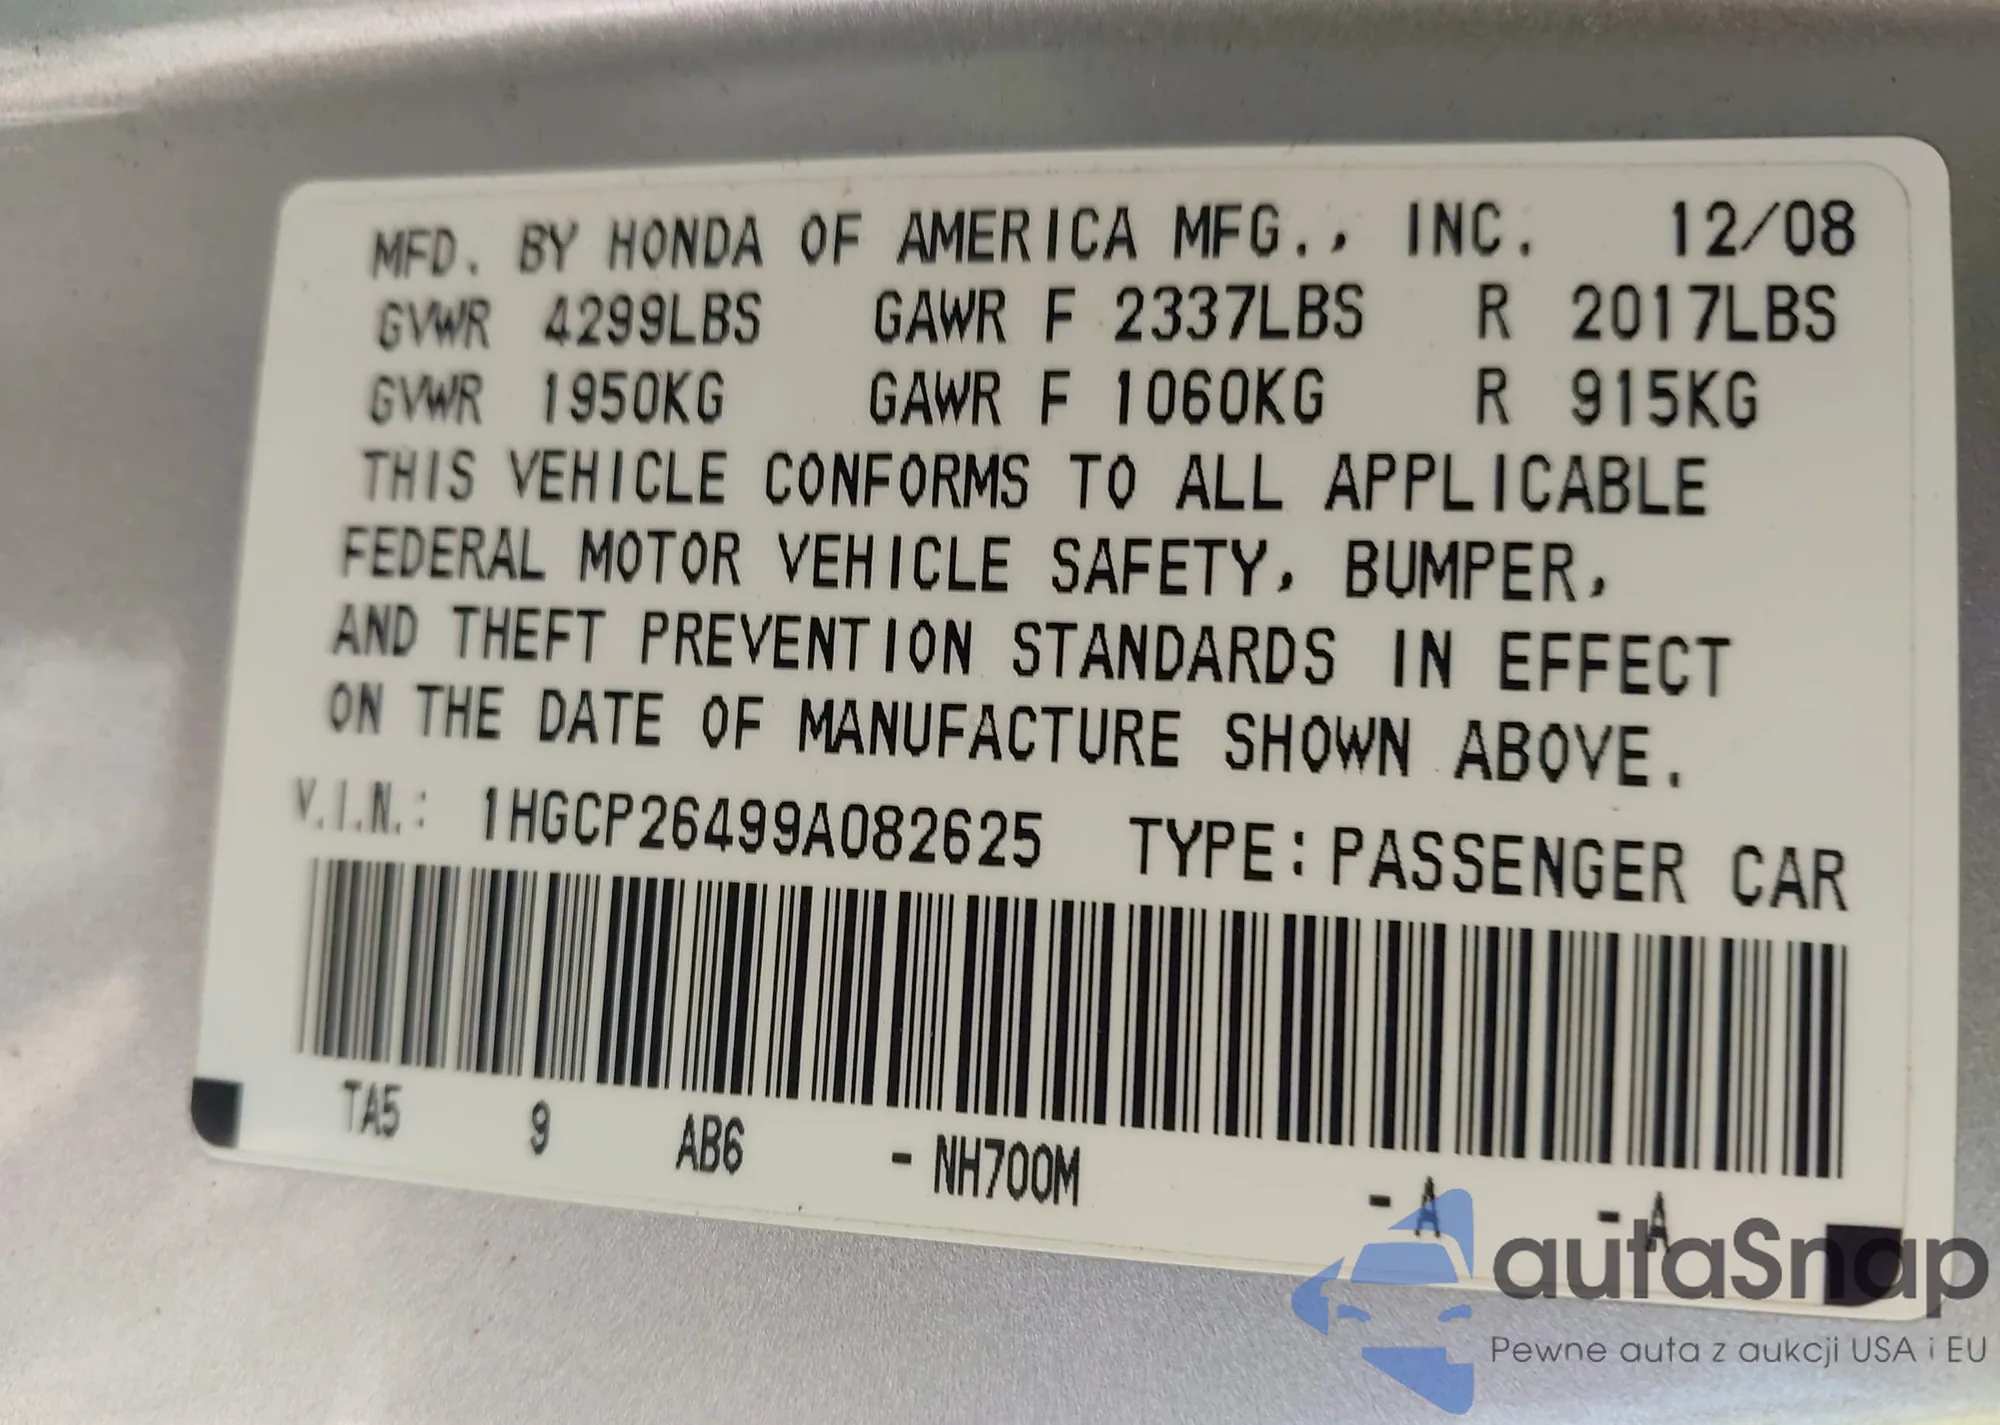 MFD. BY HONDA OF AMERICA MFG., INC. 12/08
GVWR 4299LBS GAWR F 2337LBS R 2017LBS
GVWR 1950KG GAWR F 1060KG R 915KG
THIS VEHICLE CONFORMS TO ALL APPLICABLE
FEDERAL MOTOR VEHICLE SAFETY, BUMPER,
AND THEFT PREVENTION STANDARDS IN EFFECT
ON THE DATE OF MANUFACTURE SHOWN ABOVE.
V.I.N.: 1HGCP26499A082625 TYPE: PASSENGER CAR
TA5 9 AB6 - NH700M - A - A
autaSnap
Pewne auta z aukcji USA i EU